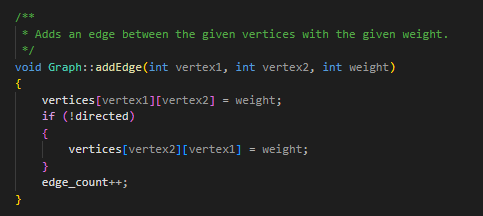 /**
 * Adds an edge between the given vertices with the given weight.
 */
void Graph::addEdge(int vertex1, int vertex2, int weight)
{
    vertices[vertex1][vertex2] = weight;
    if (!directed)
    {
        vertices[vertex2][vertex1] = weight;
    }
    edge_count++;
}